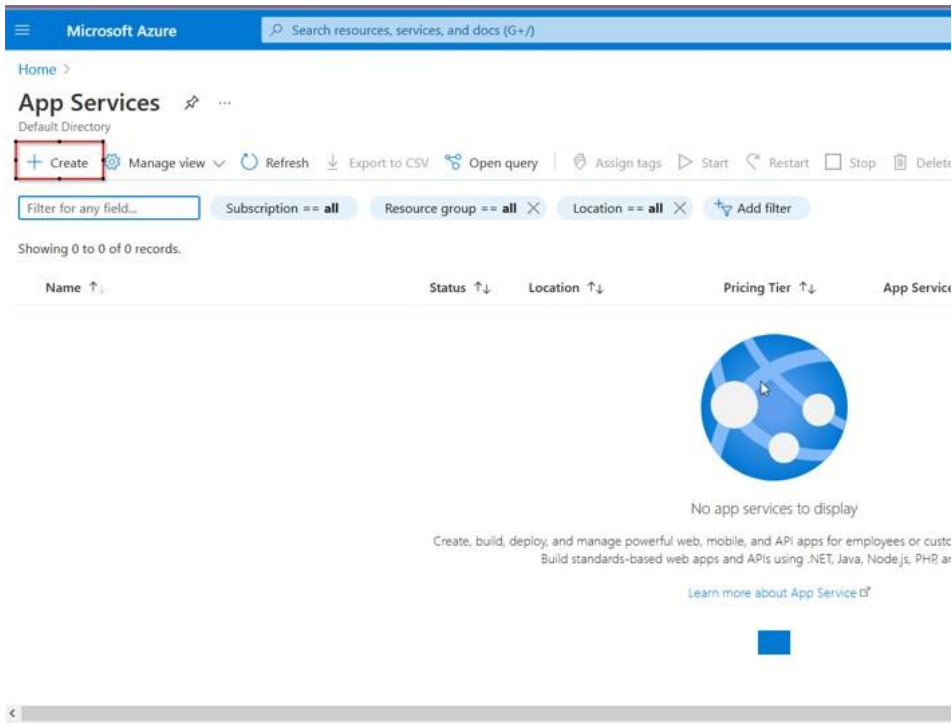 Microsoft Azure Search resources, services, and docs (G+/)
Home >
App Services ...
Default Directory
+ Create Manage view Refresh Export to CSV Open query Assign tags Start Restart Stop Delete
Filter for any field... Subscription == all Resource group == all Location == all Add filter
Showing 0 to 0 of 0 records.
Name ↑↓ Status ↑↓ Location ↑↓ Pricing Tier ↑↓ App Service
No app services to display
Create, build, deploy, and manage powerful web, mobile, and API apps for employees or
Build standards-based web apps and APIs using .NET, Java, Node.js, PHP,
Learn more about App Service